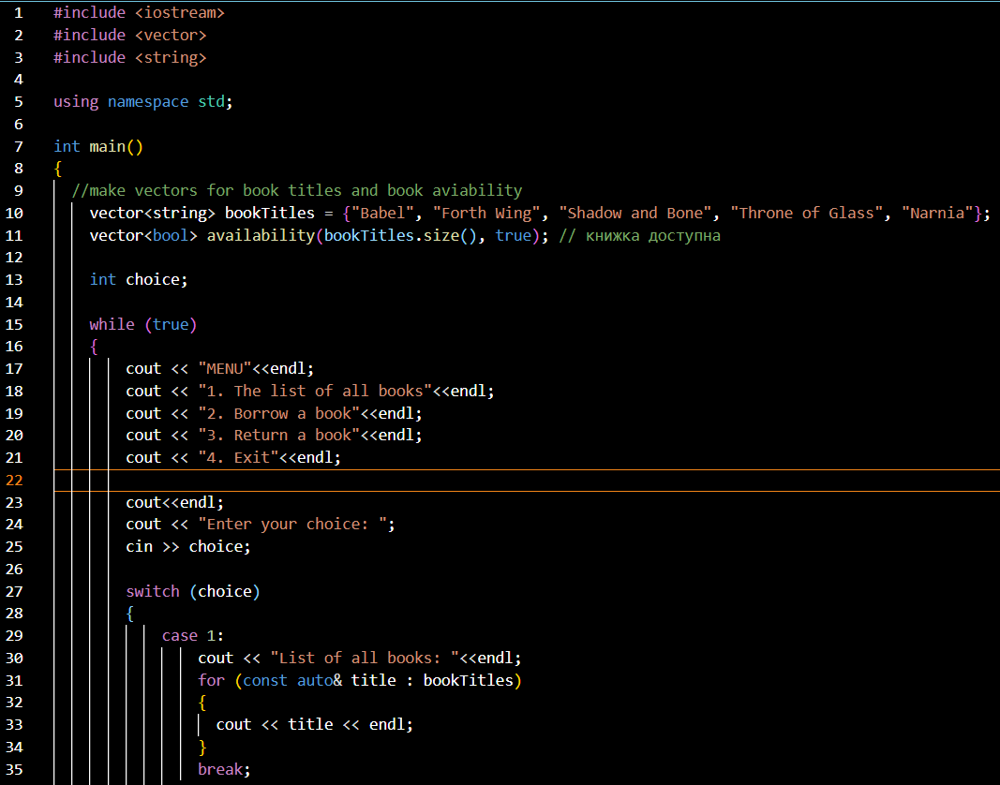 1 #include <iostream>
2 #include <vector>
3 #include <string>
4
5 using namespace std;
6
7 int main()
8 {
9 //make vectors for book titles and book aviability
10 vector<string> bookTitles = {"Babel", "Forth Wing", "Shadow and Bone", "Throne of Glass", "Narnia"};
11 vector<bool> availability(bookTitles.size(), true); // книжка доступна
12
13 int choice;
14
15 while (true)
16 {
17 cout << "MENU"<<endl;
18 cout << "1. The list of all books"<<endl;
19 cout << "2. Borrow a book"<<endl;
20 cout << "3. Return a book"<<endl;
21 cout << "4. Exit"<<endl;
22
23 cout<<endl;
24 cout << "Enter your choice: ";
25 cin >> choice;
26
27 switch (choice)
28 {
29 case 1:
30 cout << "List of all books: "<<endl;
31 for (const auto& title : bookTitles)
32 {
33 cout << title << endl;
34 }
35 break;